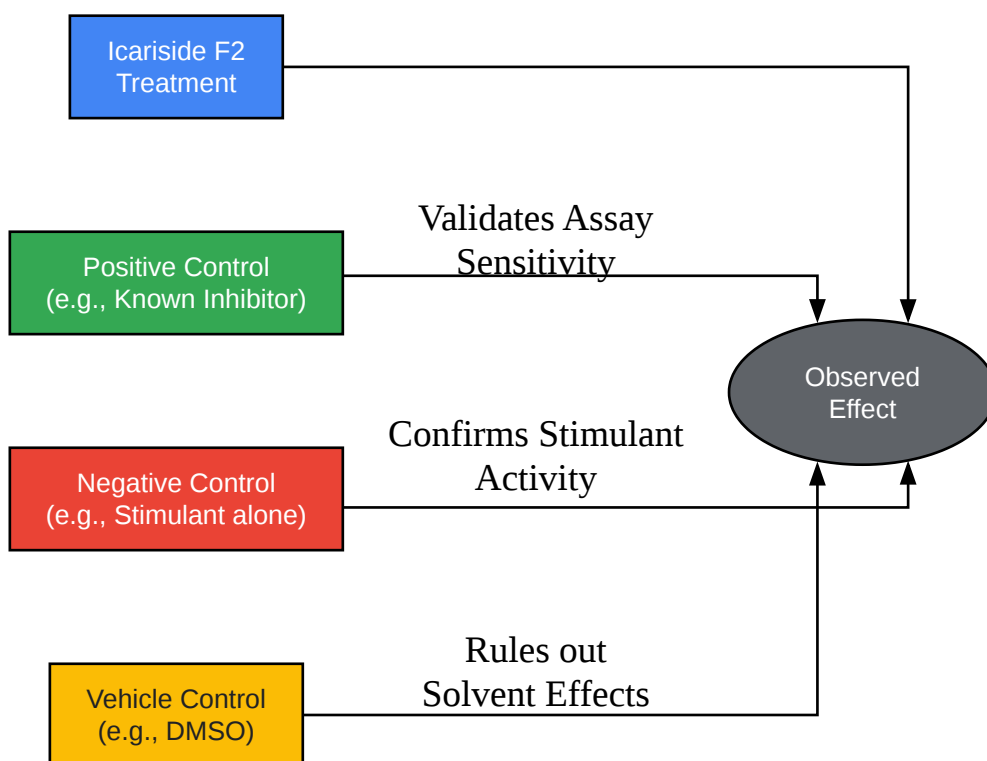 Icariside F2
Treatment
Validates Assay
Sensitivity
Positive Control
(e.g., Known Inhibitor)
Observed
Effect
Confirms Stimulant
Activity
Negative Control
(e.g., Stimulant alone)
Rules out
Solvent Effects
Vehicle Control
(e.g., DMSO)